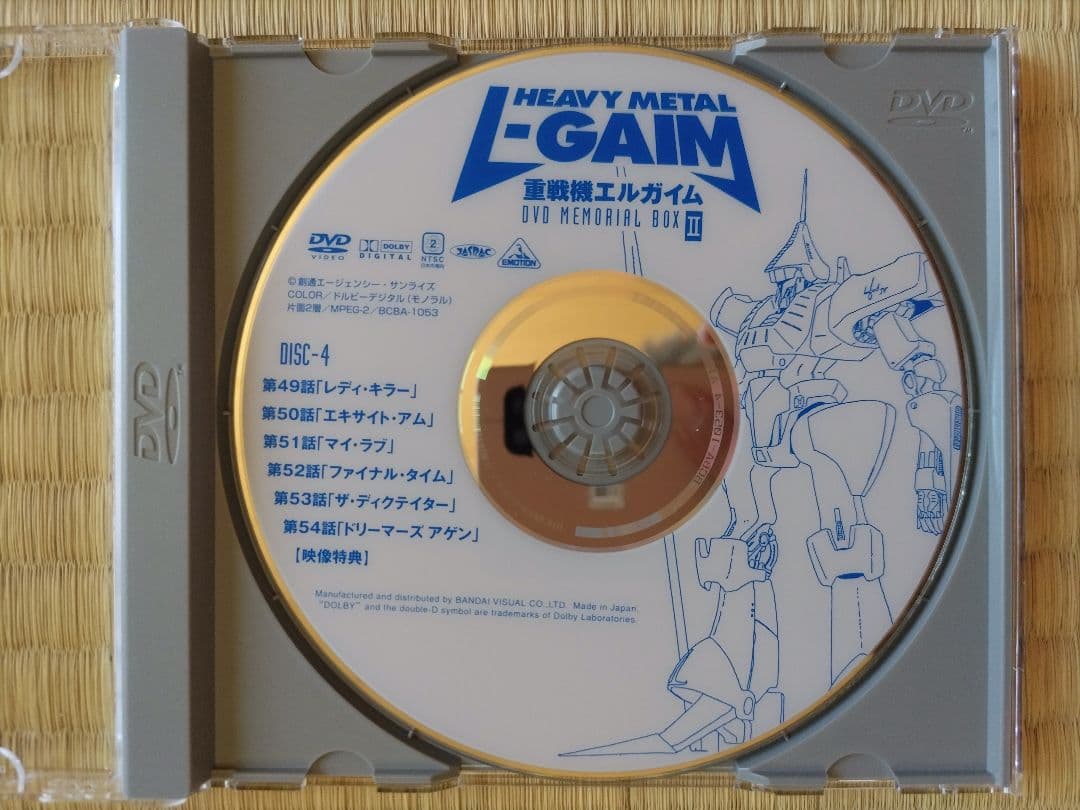 HEAVY METAL
L-GAIM
重戦機エルガイム
DVD MEMORIAL BOX II
DVD
DVD
VIDEO
DOLBY
DIGITAL
2
NTSC
日本市場向
JASRAC
EMOTION
©創通エージェンシー・サンライズ
COLOR/ドルビーデジタル(モノラル)
片面2層/MPEG-2/BCBA-1053
DISC-4
第49話「レディ・キラー」
第50話「エキサイト・アム」
第51話「マイ・ラブ」
第52話「ファイナル・タイム」
第53話「ザ・ディクテイター」
第54話「ドリーマーズ アゲン」
【映像特典】
Manufactured and distributed by BANDAI VISUAL CO.,LTD. Made in Japan.
"DOLBY" and the double-D symbol are trademarks of Dolby Laboratories.
DVD